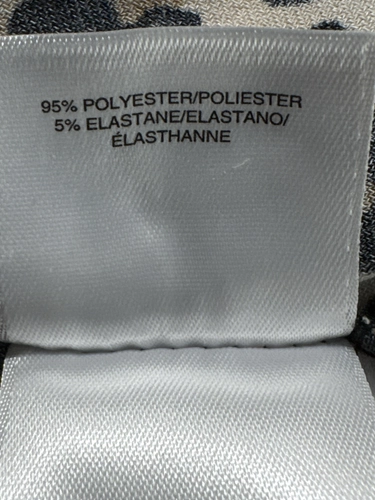 95% POLYESTER/POLIESTER
5% ELASTANE/ELASTANO/
ÉLASTHANNE